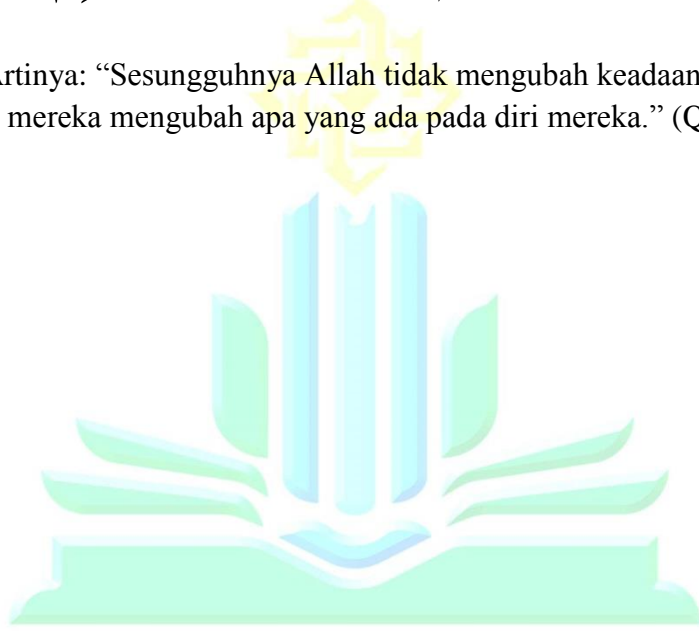 Artinya: “Sesungguhnya Allah tidak mengubah keadaan
mereka mengubah apa yang ada pada diri mereka.” (Q